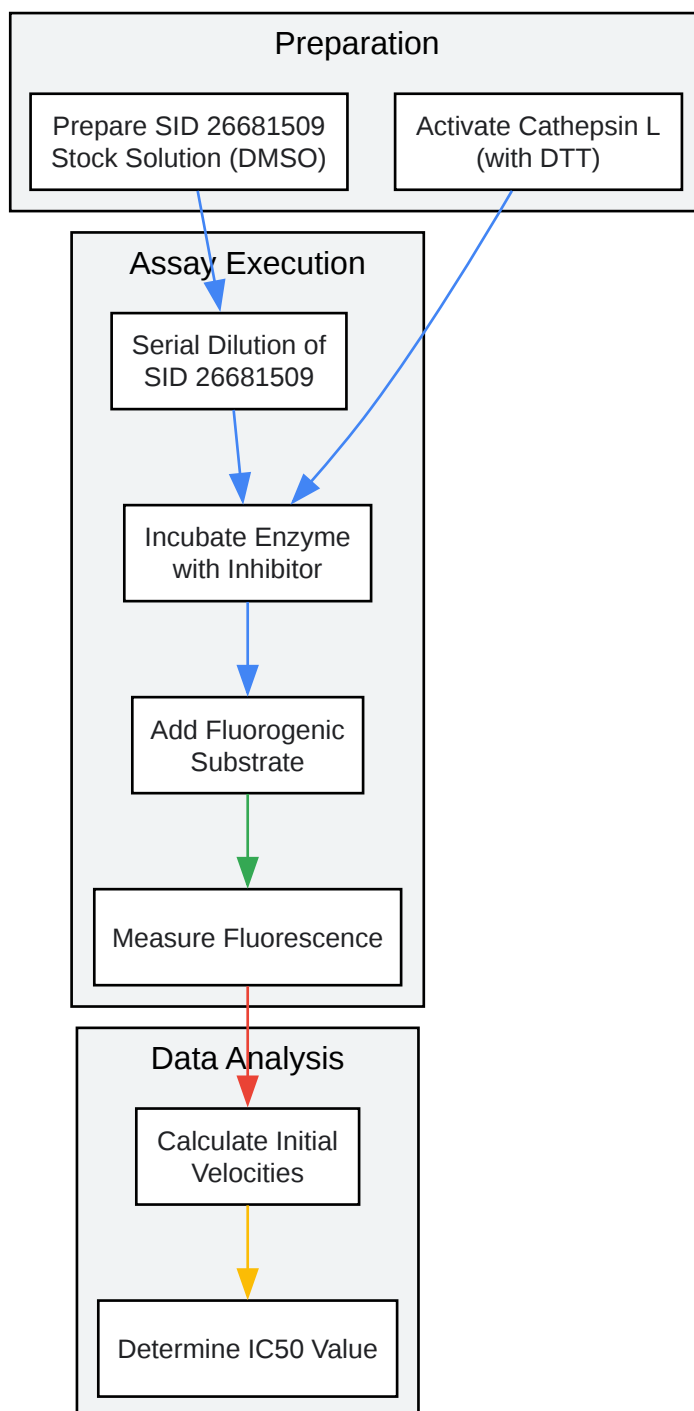 Preparation
Prepare SID 26681509
Stock Solution (DMSO)
Activate Cathepsin L
(with DTT)
Assay Execution
Serial Dilution of
SID 26681509
Incubate Enzyme
with Inhibitor
Add Fluorogenic
Substrate
Measure Fluorescence
Data Analysis
Calculate Initial
Velocities
Determine IC50 Value